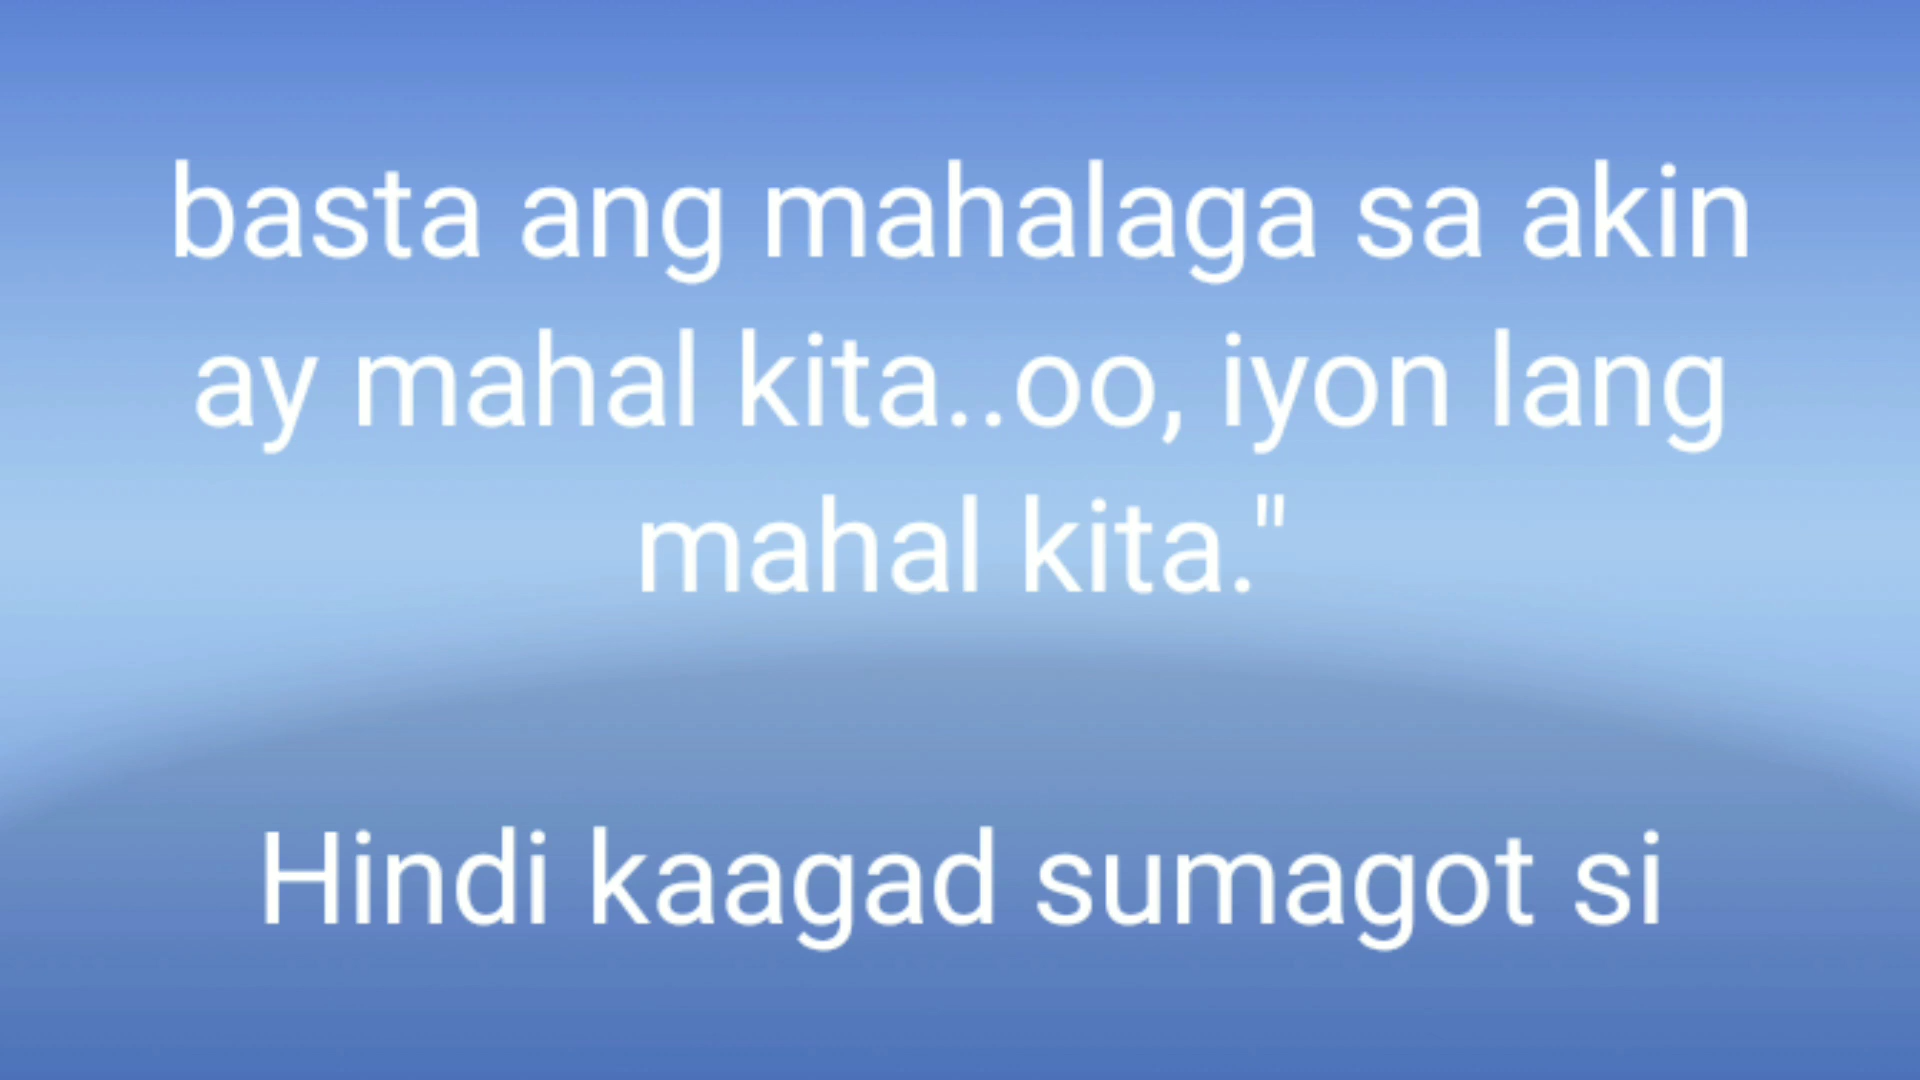 basta ang mahalaga sa akin
ay mahal kita..oo, iyon lang
mahal kita."
Hindi kaagad sumagot si